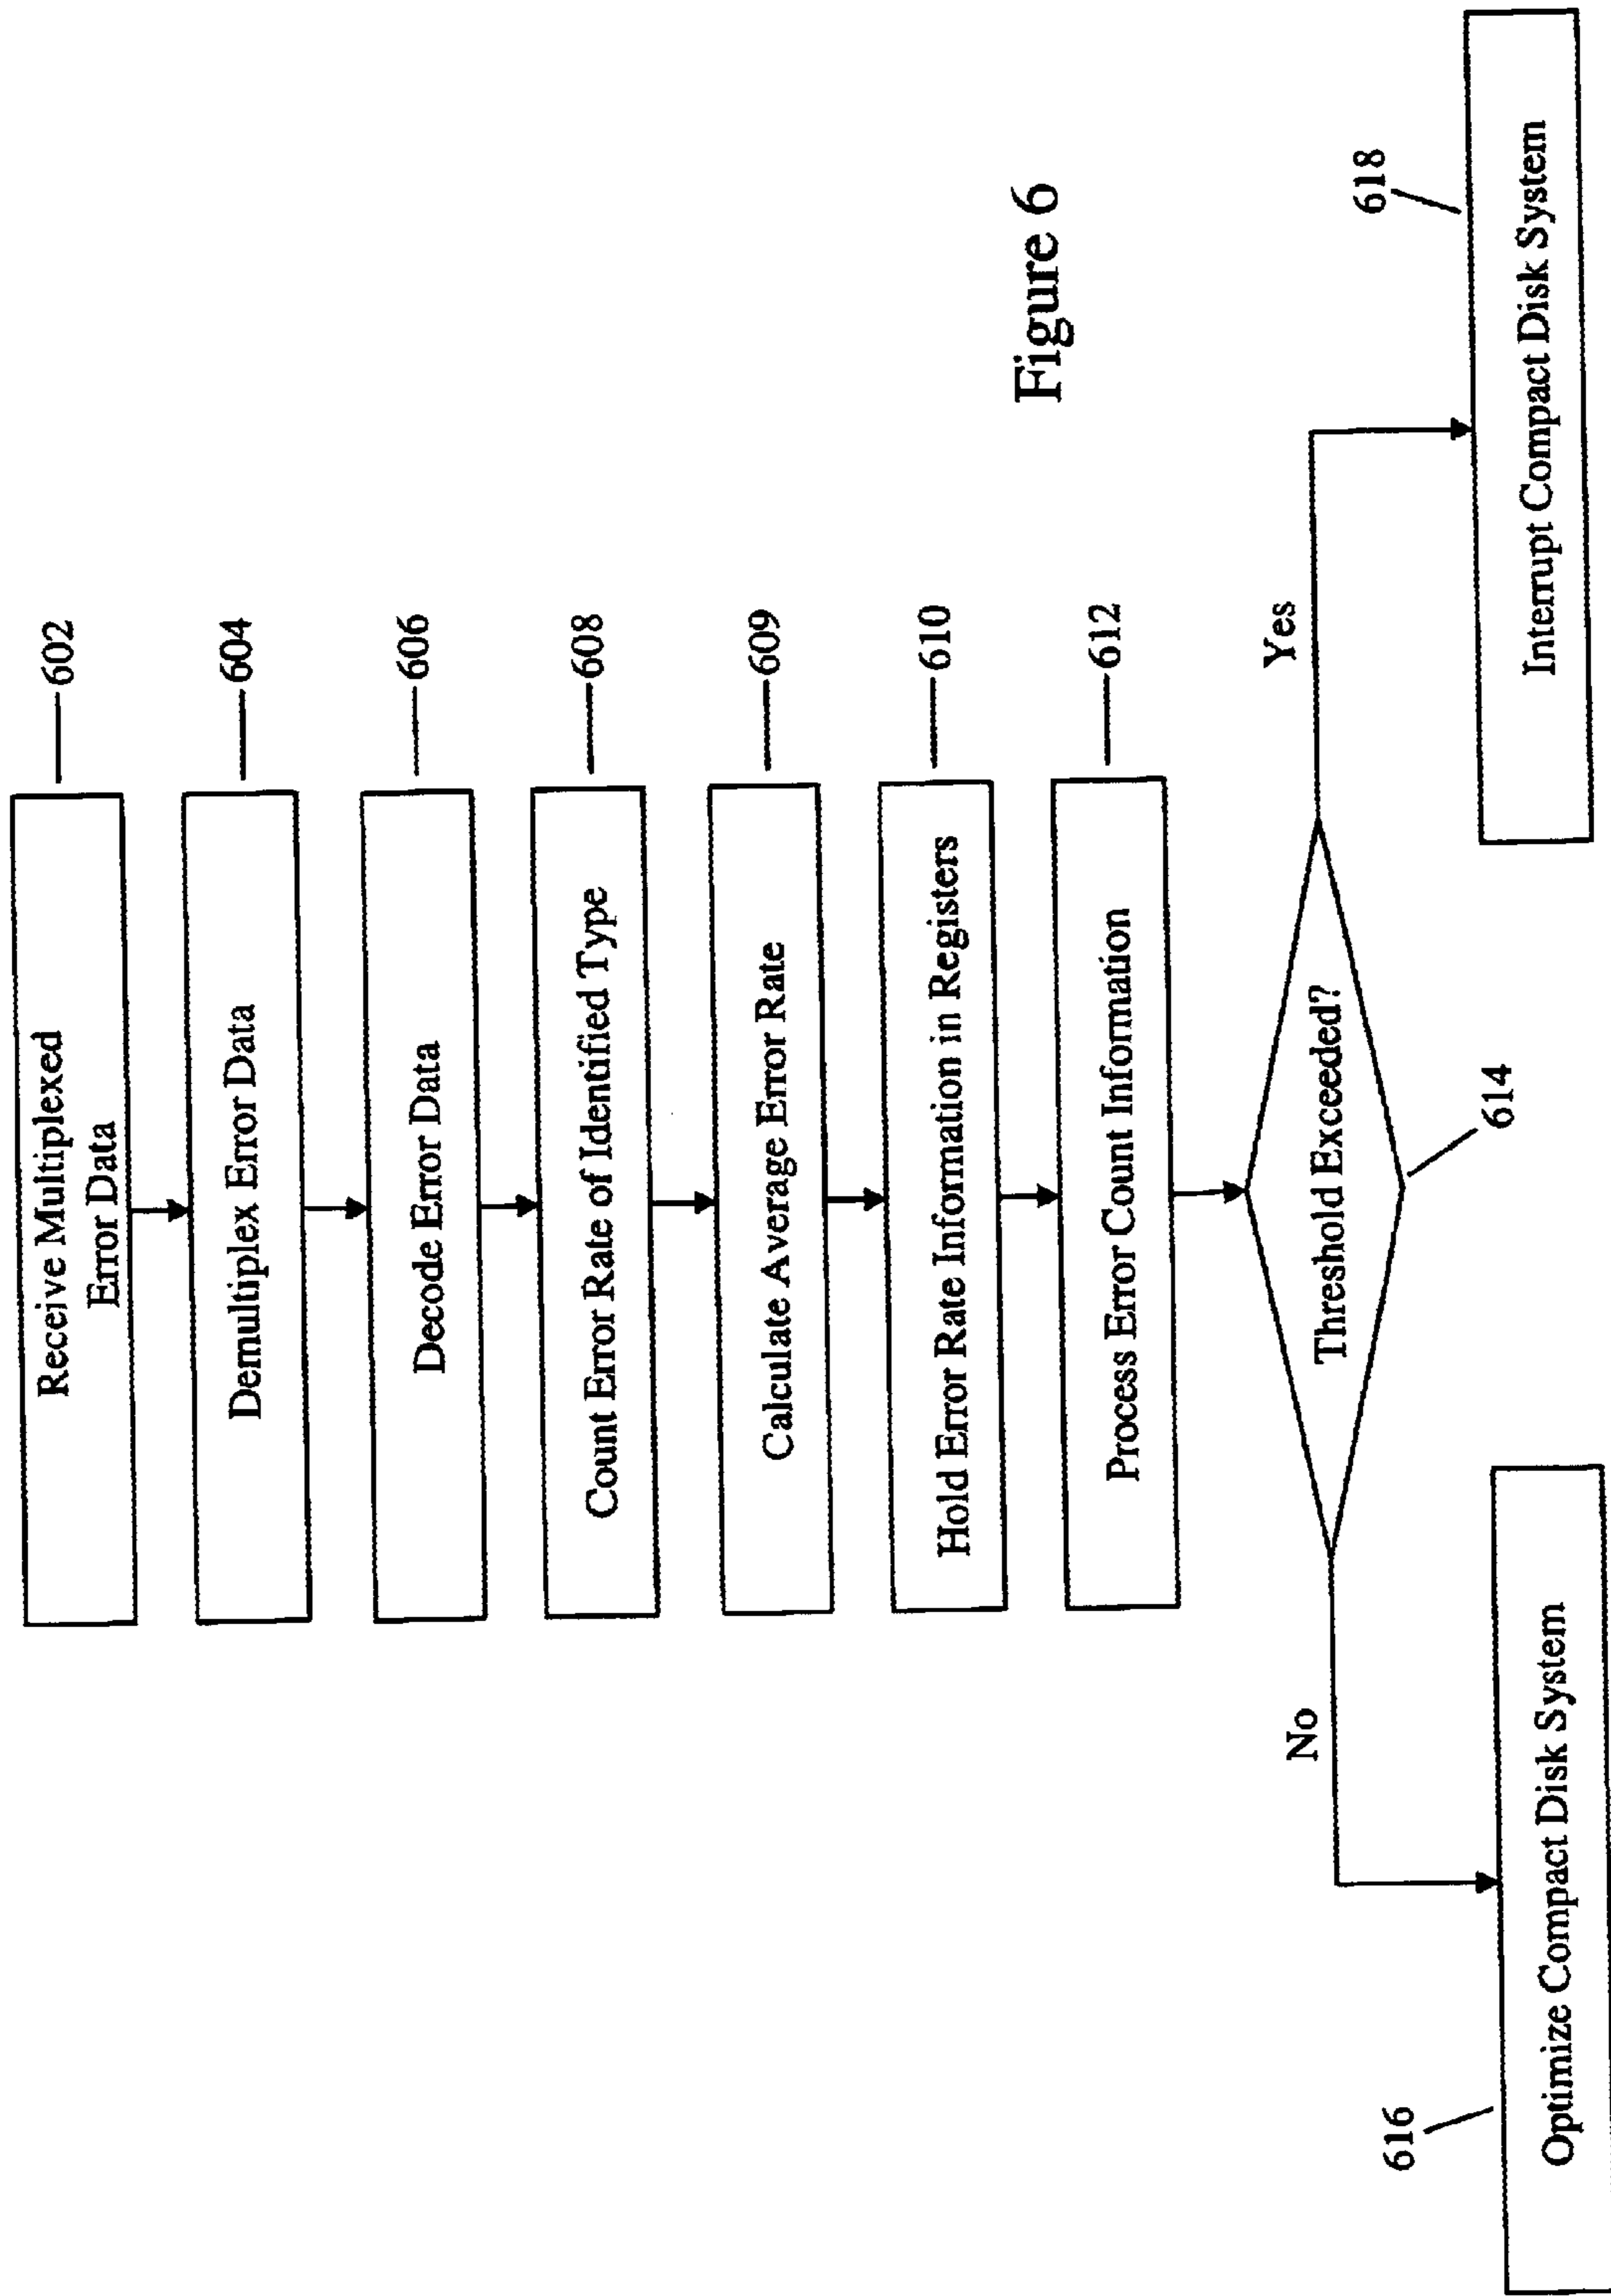 Receive Multiplexed
Error Data
602
Demultiplex Error Data
604
Decode Error Data
606
Count Error Rate of Identified Type
608
Calculate Average Error Rate
609
Hold Error Rate Information in Registers
610
Process Error Count Information
612
Threshold Exceeded?
614
No
Yes
616
Optimize Compact Disk System
618
Interrupt Compact Disk System
Figure 6